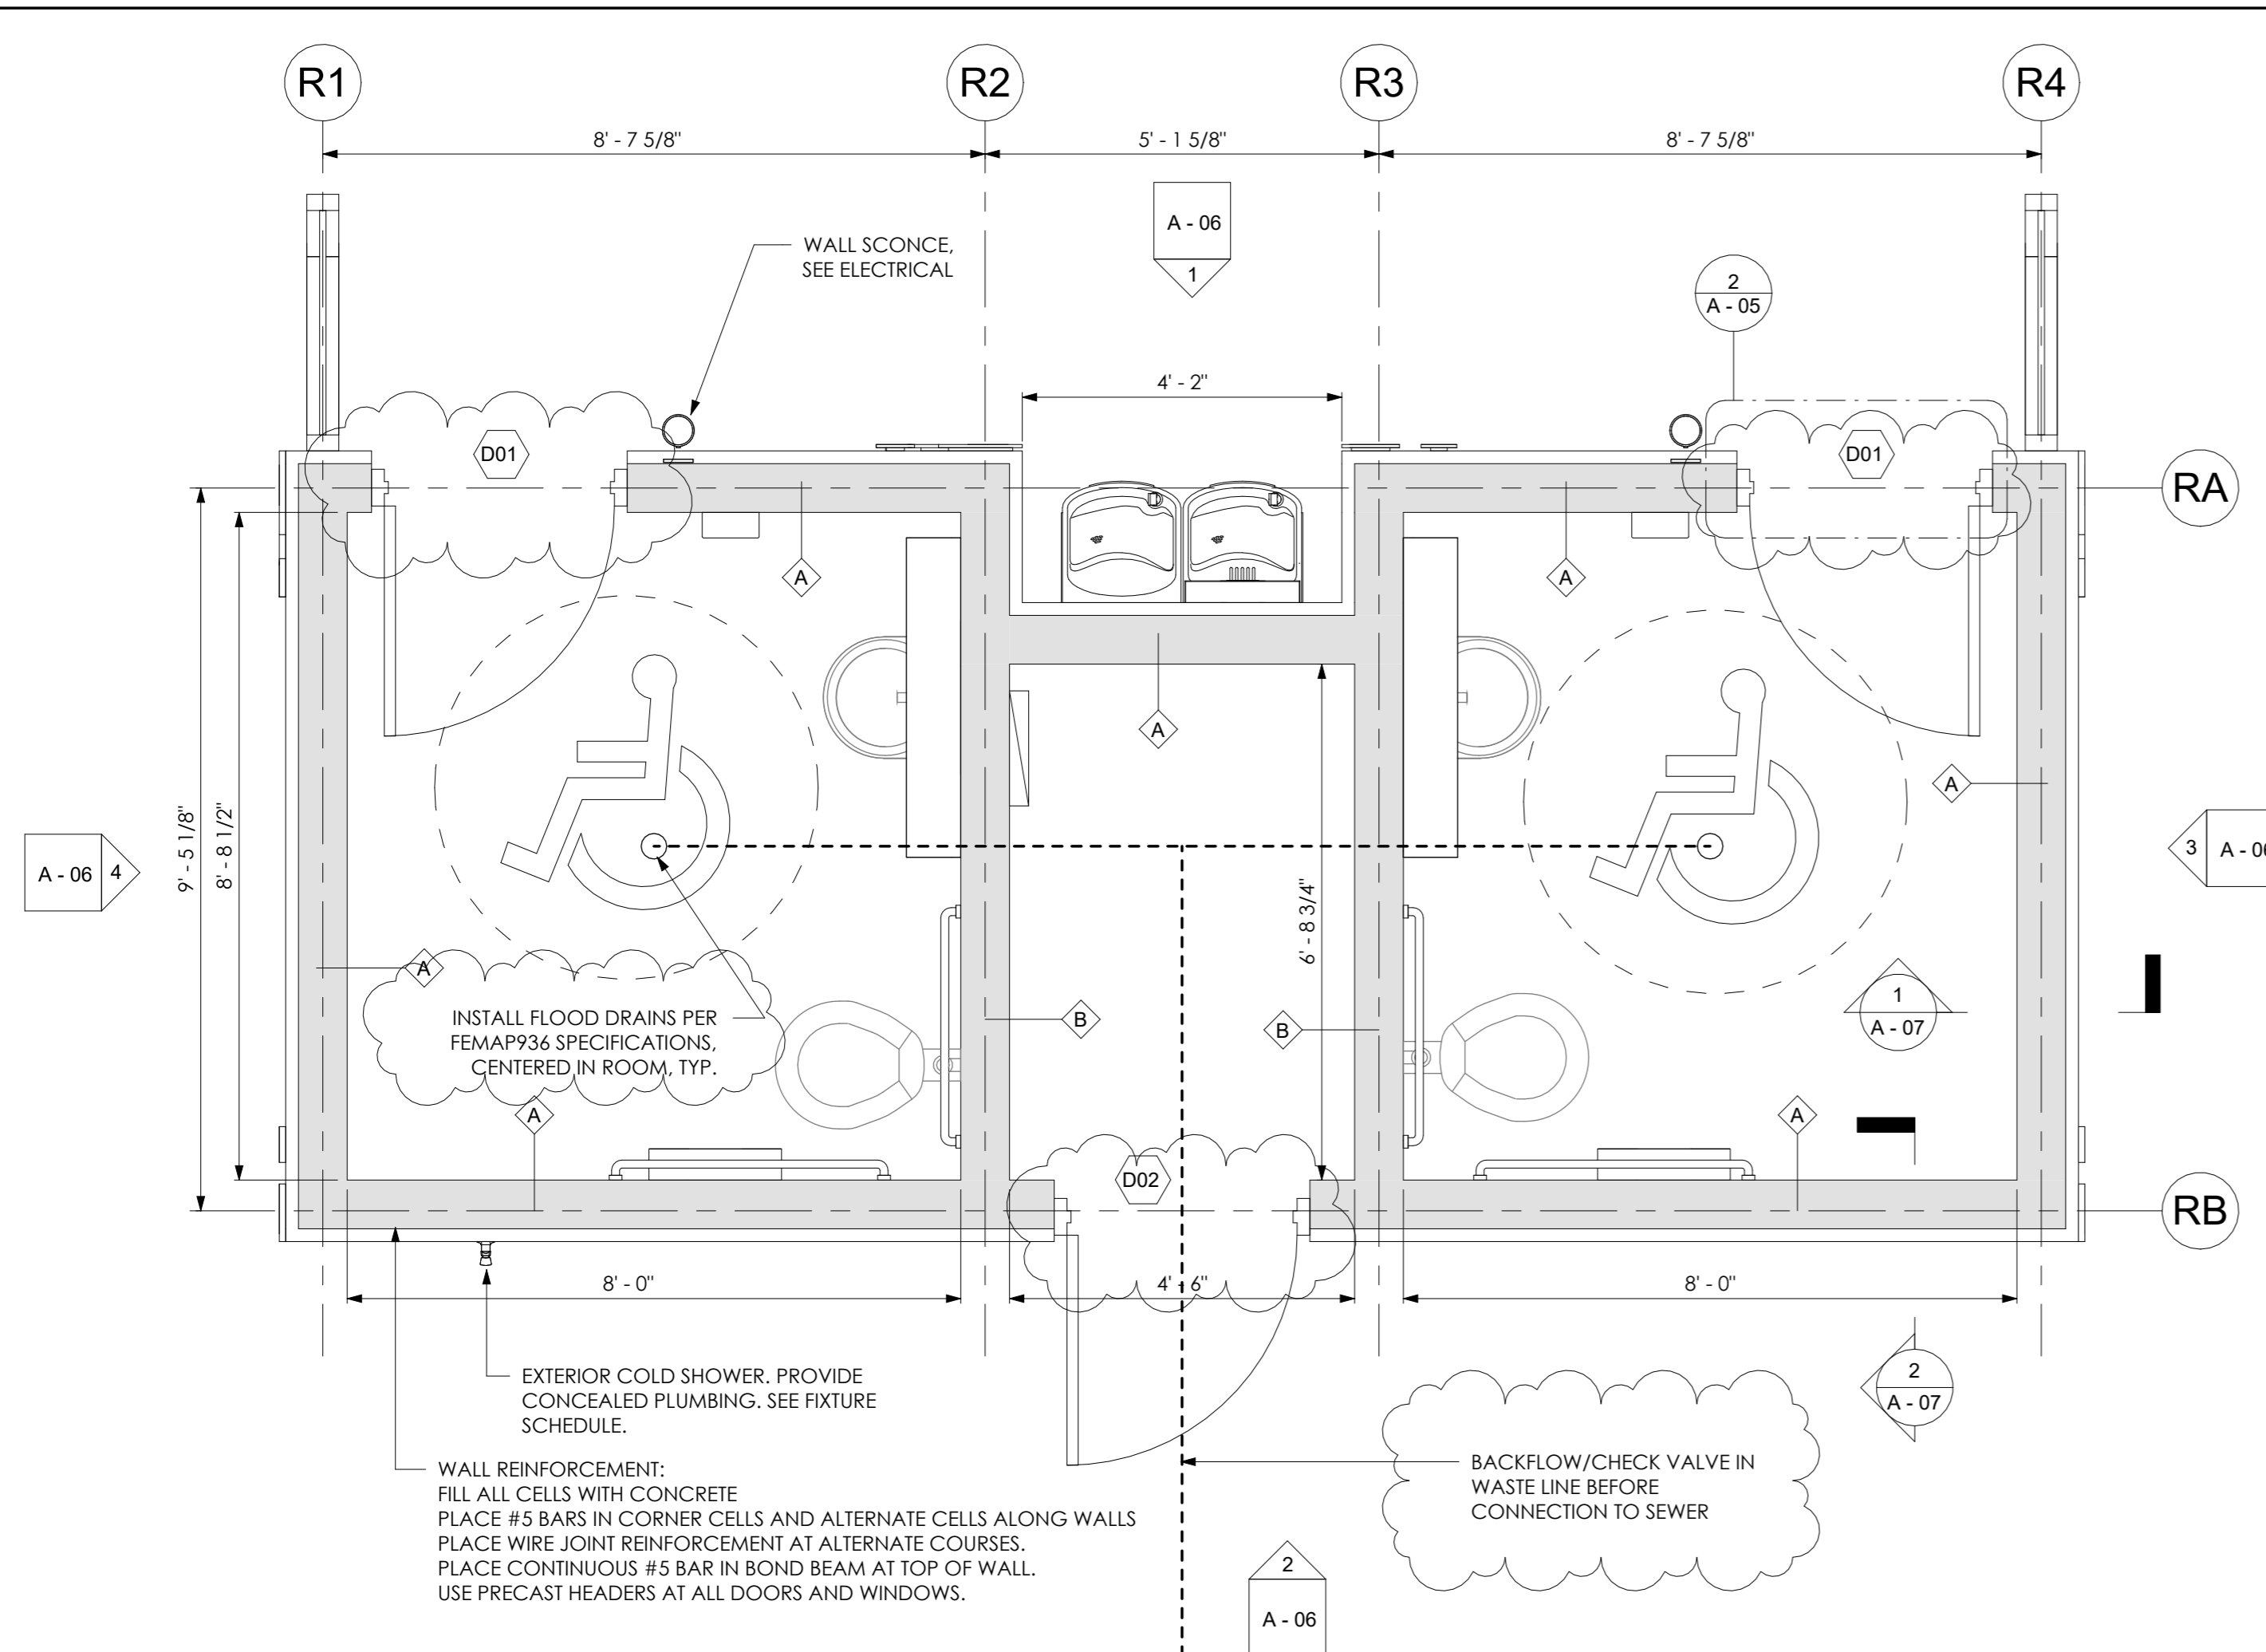 R1
R2
R3
R4
8' - 7 5/8"
5' - 1 5/8"
8' - 7 5/8"
A - 06
1
WALL SCONCE,
SEE ELECTRICAL
2
A - 05
4' - 2"
D01
D01
RA
A
A
A
A
9' - 5 1/8"
8' - 8 1/2"
A - 06
4
3
6' - 8 3/4"
A
B
B
1
A - 07
INSTALL FLOOD DRAINS PER
FEMAP936 SPECIFICATIONS,
CENTERED IN ROOM, TYP.
A
A
D02
RB
8' - 0"
4' - 6"
8' - 0"
EXTERIOR COLD SHOWER. PROVIDE
CONCEALED PLUMBING. SEE FIXTURE
SCHEDULE.
2
A - 07
WALL REINFORCEMENT:
FILL ALL CELLS WITH CONCRETE
PLACE #5 BARS IN CORNER CELLS AND ALTERNATE CELLS ALONG WALLS
PLACE WIRE JOINT REINFORCEMENT AT ALTERNATE COURSES.
PLACE CONTINUOUS #5 BAR IN BOND BEAM AT TOP OF WALL.
USE PRECAST HEADERS AT ALL DOORS AND WINDOWS.
BACKFLOW/CHECK VALVE IN
WASTE LINE BEFORE
CONNECTION TO SEWER
2
A - 06